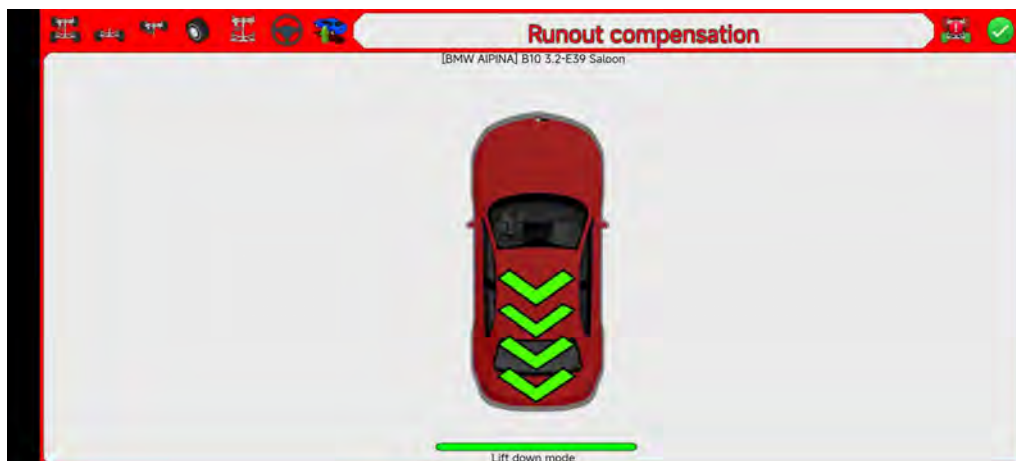 Runout compensation
[BMW AlPINA] B10 3.2-E39 Saloon
Lift down mode